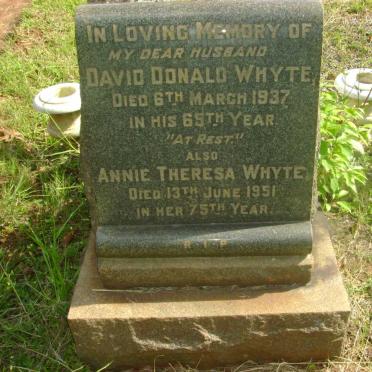 IN LOVING MEMORY OF
MY DEAR HUSBAND
DAVID DONALD WHYTE,
DIED 6TH MARCH 1937
IN HIS 65TH YEAR
"AT REST."
ALSO
ANNIE THERESA WHYTE,
DIED 13TH JUNE 1951
IN HER 75TH YEAR.
R.I.P.